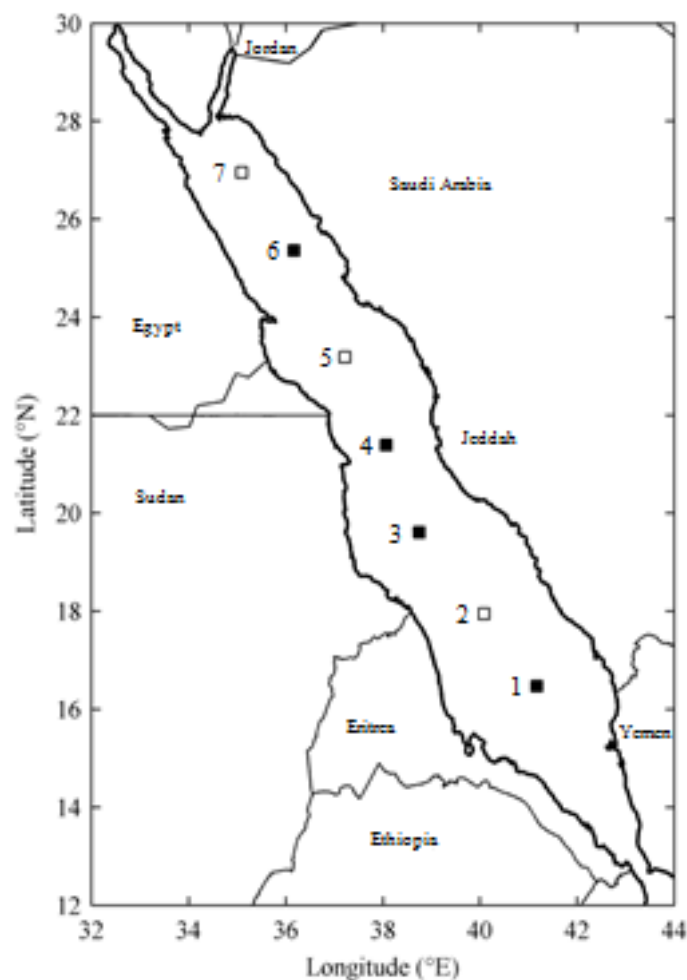 30
Jordan
28
7
Saudi Arabia
26
6
24
Egypt
5
22
4
Jeddah
Latitude (°N)
Sudan
20
3
18
2
1
16
Eritrea
Yemen
14
Ethiopia
12
32 34 36 38 40 42 44
Longitude (°E)